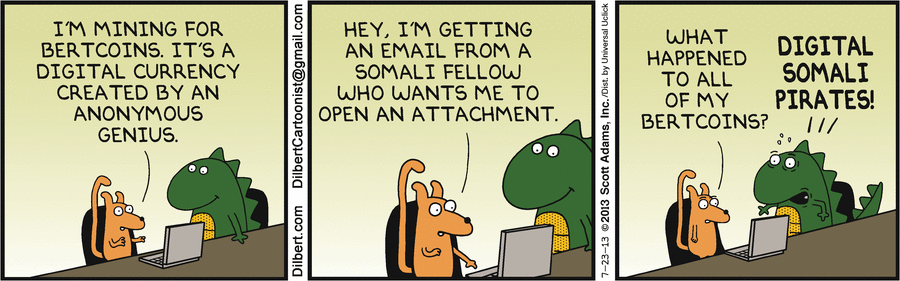 I'M MINING FOR
BERTCOINS. IT'S A
DIGITAL CURRENCY
CREATED BY AN
ANONYMOUS
GENIUS.
Dilbert.com DilbertCartoonist@gmail.com
HEY, I'M GETTING
AN EMAIL FROM A
SOMALI FELLOW
WHO WANTS ME TO
OPEN AN ATTACHMENT.
7-23-13 © 2013 Scott Adams, Inc. /Dist. by Universal Uclick
WHAT
HAPPENED
TO ALL
OF MY
BERTCOINS?
DIGITAL
SOMALI
PIRATES!